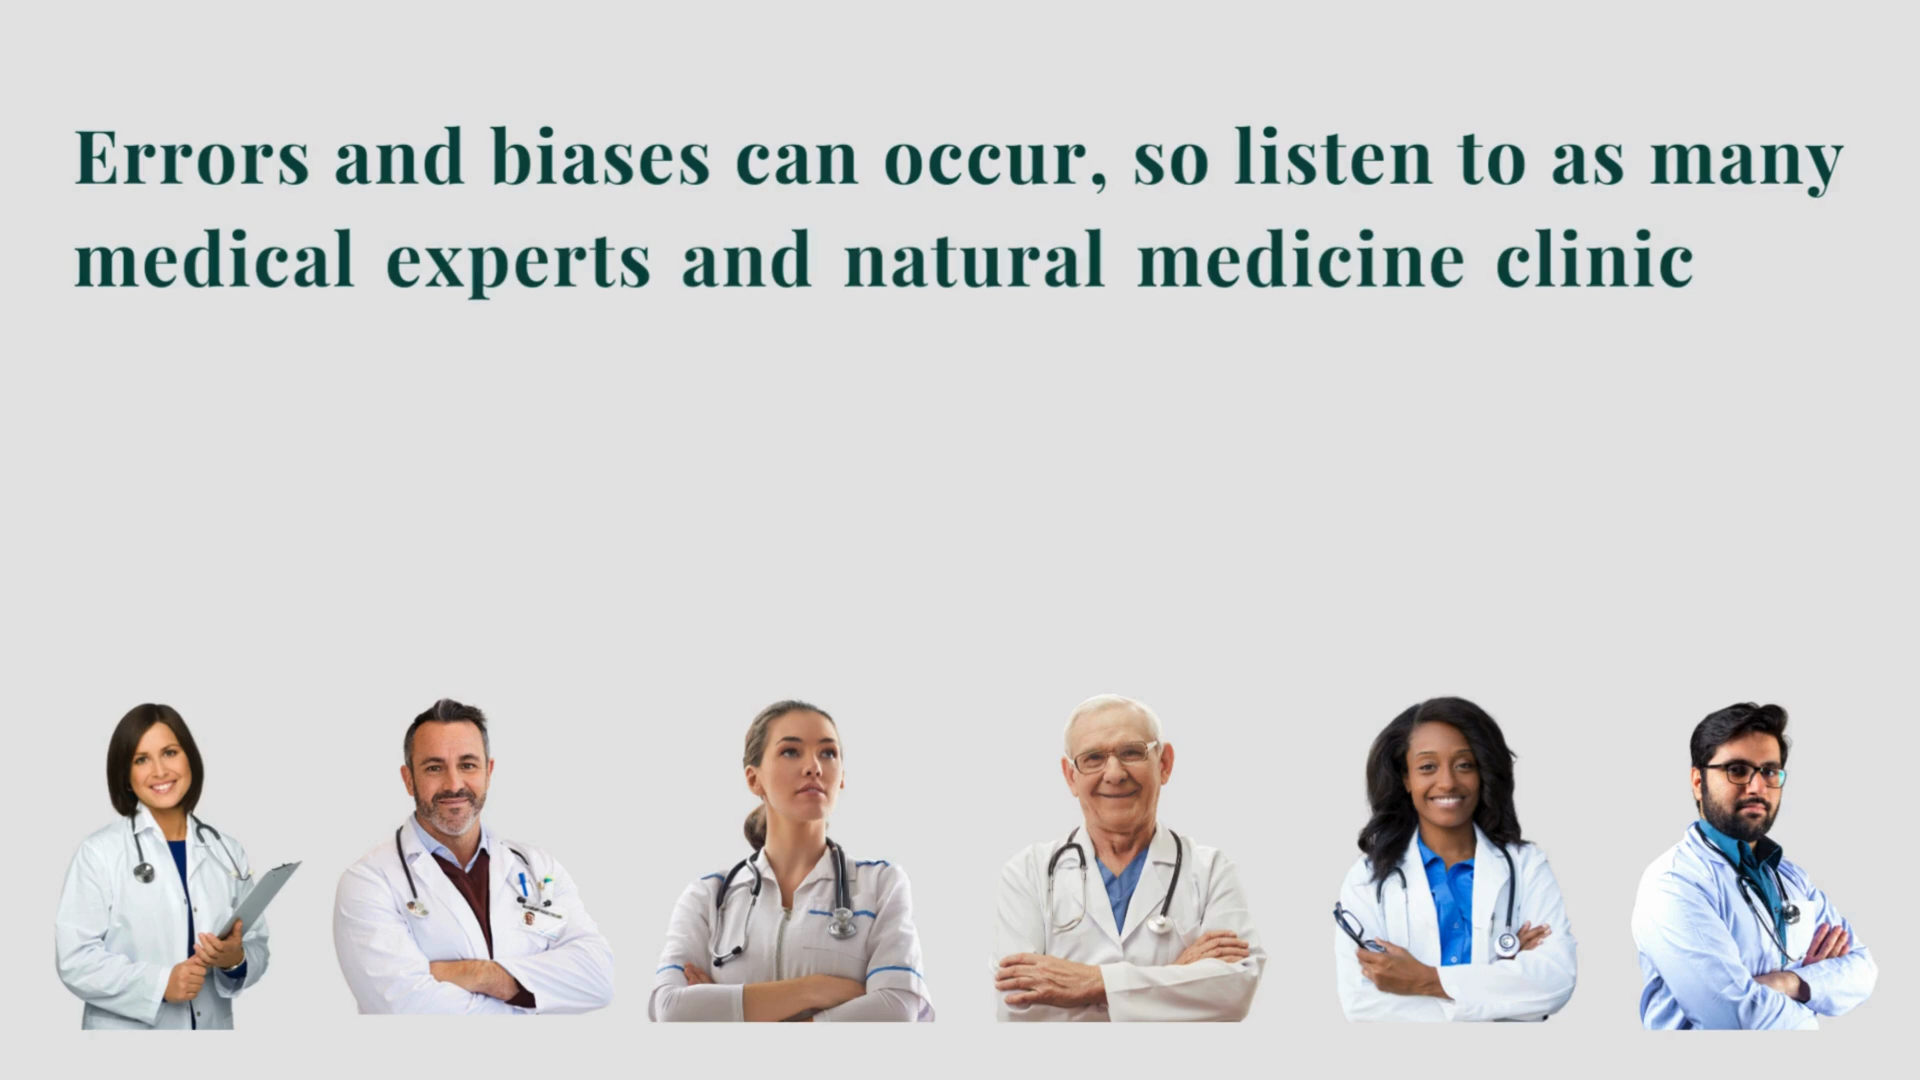 Errors and biases can occur, so listen to as many
medical experts and natural medicine clinic